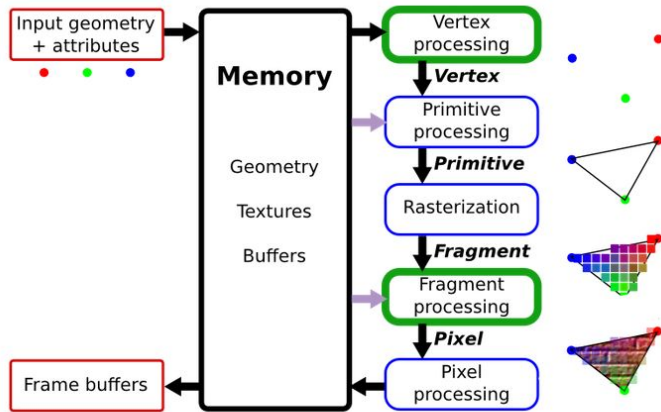 Input geometry
+ attributes
Memory
Geometry
Textures
Buffers
Frame buffers
Vertex
processing
Vertex
Primitive
processing
Primitive
Rasterization
Fragment
Fragment
processing
Pixel
Pixel
processing